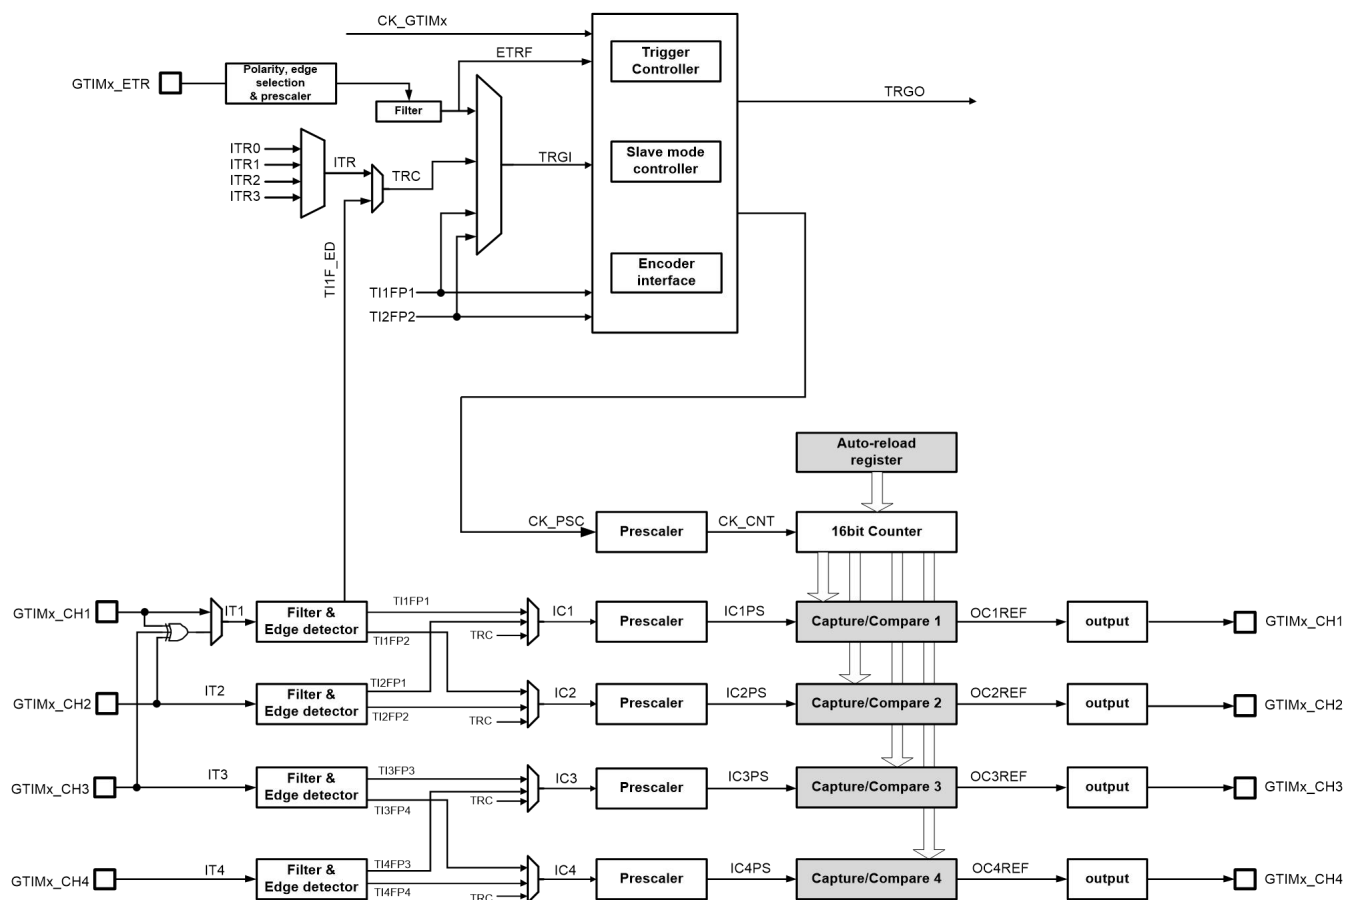 CK_GTIMx
ETRF
Trigger
Controller
GTIMx_ETR
Polarity, edge
selection
& prescaler
Filter
TRGO
ITR0
ITR1
ITR2
ITR3
ITR
TRC
TRGI
Slave mode
controller
TI1F_ED
Encoder
interface
TI1FP1
TI2FP2
Auto-reload
register
CK_PSC
Prescaler
CK_CNT
16bit Counter
GTIMx_CH1
IT1
Filter &
Edge detector
TI1FP1
TI1FP2
TRC
IC1
Prescaler
IC1PS
Capture/Compare 1
OC1REF
output
GTIMx_CH1
GTIMx_CH2
IT2
Filter &
Edge detector
TI2FP1
TI2FP2
TRC
IC2
Prescaler
IC2PS
Capture/Compare 2
OC2REF
output
GTIMx_CH2
GTIMx_CH3
IT3
Filter &
Edge detector
TI3FP3
TI3FP4
TRC
IC3
Prescaler
IC3PS
Capture/Compare 3
OC3REF
output
GTIMx_CH3
GTIMx_CH4
IT4
Filter &
Edge detector
TI4FP3
TI4FP4
TRC
IC4
Prescaler
IC4PS
Capture/Compare 4
OC4REF
output
GTIMx_CH4